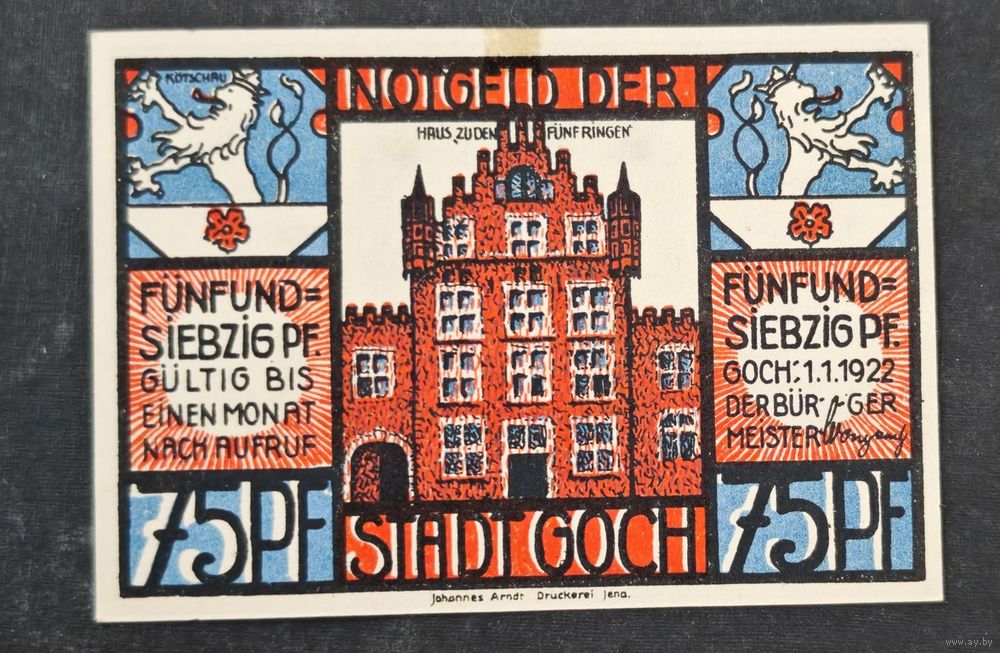 KÖTSCHAU
NOTGELD DER
HAUS „ZU DEN FÜNF RINGEN“
FÜNFUND=
SIEBZIG PF.
GÜLTIG BIS
EINEN MONAT
NACH AUFRUF
75 PF
FÜNFUND=
SIEBZIG PF.
GOCH, 1.1.1922
DER BÜR-GER
MEISTER
75 PF
STADT GOCH
Johannes Arndt Druckerei Jena.
www.ay.by